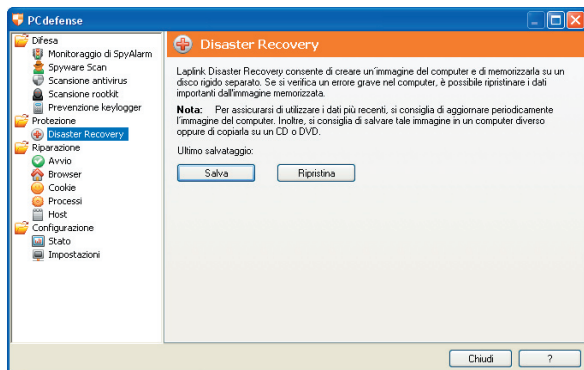 PCdefense
Difesa
Monitoraggio di SpyAlarm
Spyware Scan
Scansione antivirus
Scansione rootkit
Prevenzione keylogger
Protezione
Disaster Recovery
Riparazione
Avvio
Browser
Cookie
Processi
Host
Configurazione
Stato
Impostazioni
Disaster Recovery
Laplink Disaster Recovery consente di creare un'immagine del computer e di memorizzarla su un
disco rigido separato. Se si verifica un errore grave nel computer, è possibile ripristinare i dati
importanti dall'immagine memorizzata.
Nota: Per assicurarsi di utilizzare i dati più recenti, si consiglia di aggiornare periodicamente
l'immagine del computer. Inoltre, si consiglia di salvare tale immagine in un computer diverso
oppure di copiarla su un CD o DVD.
Ultimo salvataggio:
Salva Ripristina
Chiudi ?